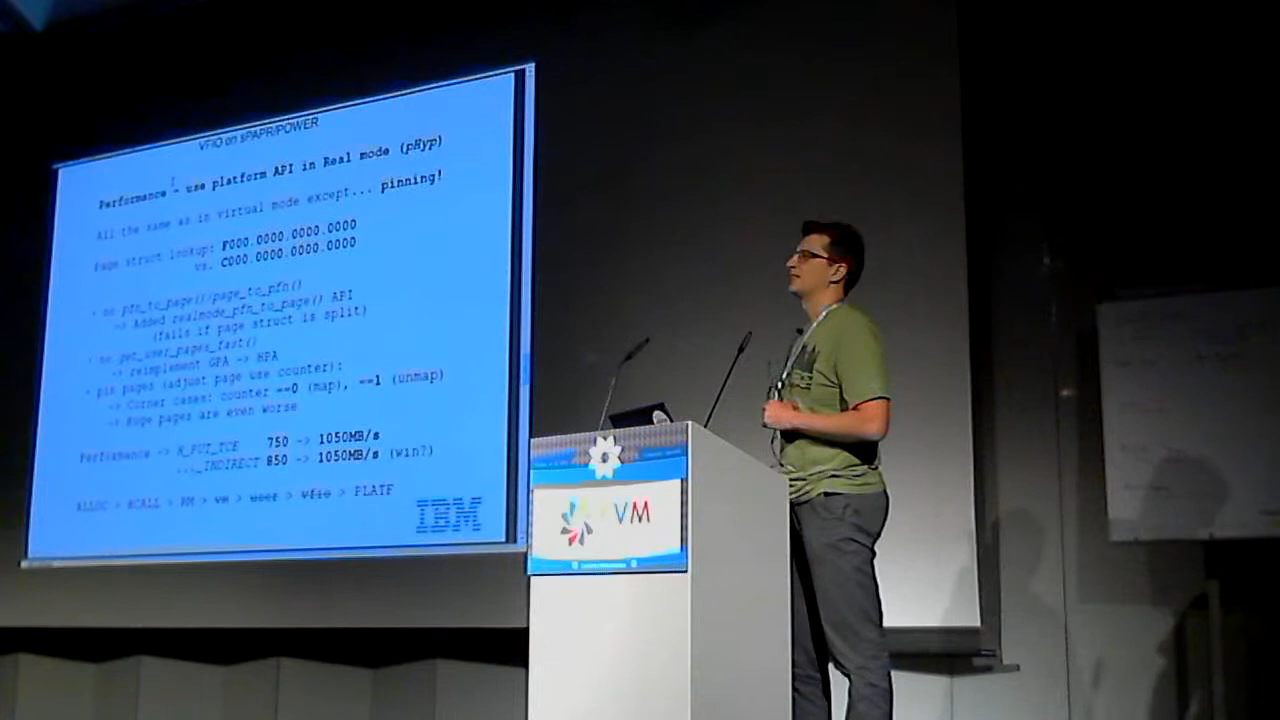 VFIO on sPAPR/POWER
Performance - use platform API in Real mode (pHyp)
All the same as in virtual mode except... pinning!
Page struct lookup: F000.0000.0000.0000
vs. C000.0000.0000.0000
• no pfn_to_page()/page_to_pfn()
-> Added realmode_pfn_to_page() API
(fails if page struct is split)
• no get_user_pages_fast()
-> reimplement GPA -> HPA
• pin pages (adjust page use counter):
-> Corner cases: counter ==0 (map), ==1 (unmap)
-> Huge pages are even worse
Performance -> H_PUT_TCE 750 -> 1050MB/s
..._INDIRECT 850 -> 1050MB/s (win?)
ALLOC > HCALL > RM > vm > user > vfio > PLATF
IBM
VM